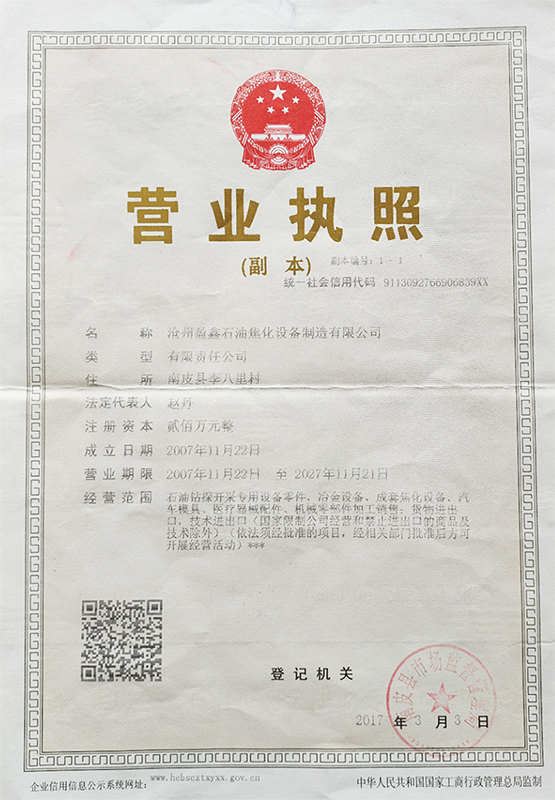 营业执照
(副 本)
副本编号：1－1
统一社会信用代码 9113092766906839XX
名 称 沧州盈鑫石油焦化设备制造有限公司
类 型 有限责任公司
住 所 南皮县李八里村
法定代表人 赵丹
注册资本 贰佰万元整
成立日期 2007年11月22日
营业期限 2007年11月22日 至 2027年11月21日
经营范围 石油钻探开采专用设备零件、冶金设备、成套焦化设备、汽
车模具、医疗器械配件、机械零部件加工销售；货物进出
口，技术进出口（国家限制公司经营和禁止进出口的商品及
技术除外）（依法须经批准的项目，经相关部门批准后方可
开展经营活动）***
登记机关
南皮县市场监督管理局
2017 年 3 月 3 日
企业信用信息公示系统网址： www.hebscztxyxx.gov.cn
中华人民共和国国家工商行政管理总局监制